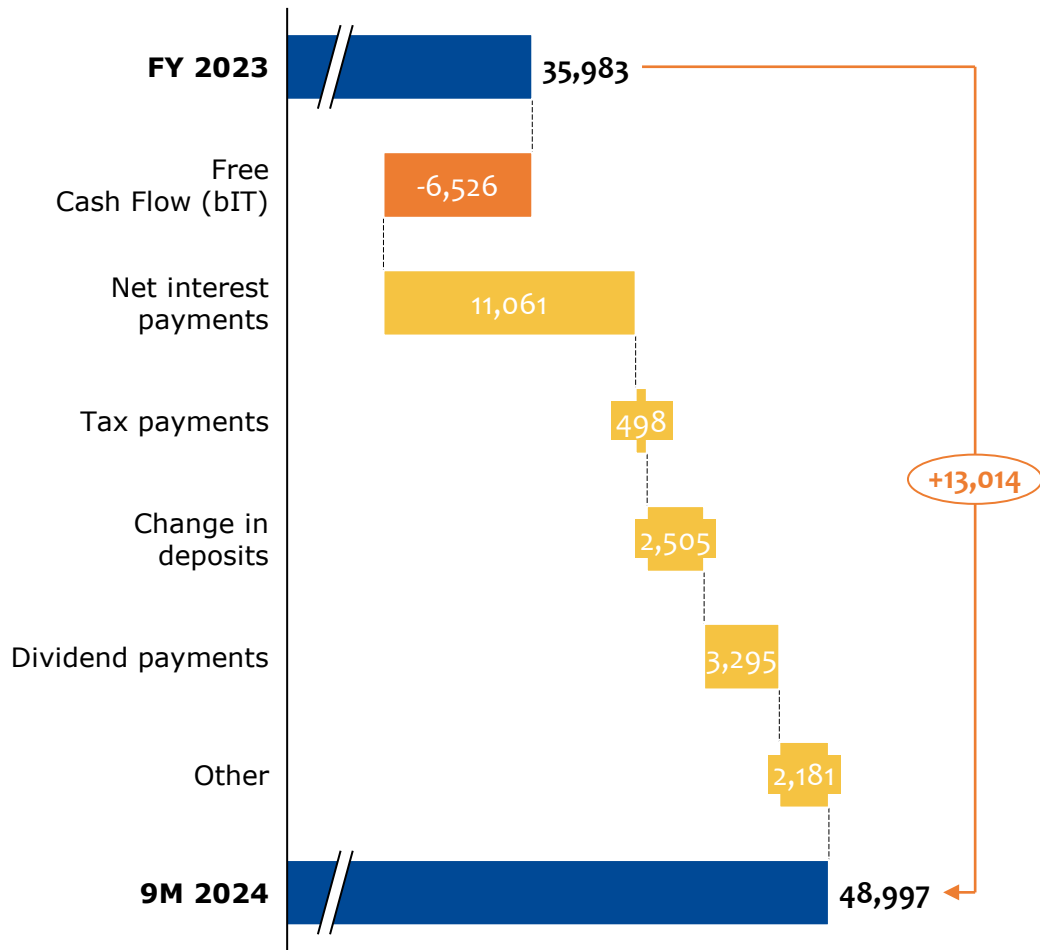 FY 2023
35,983
Free
Cash Flow (bIT)
-6,526
Net interest
payments
11,061
Tax payments
498
+13,014
Change in
deposits
2,505
Dividend payments
3,295
Other
2,181
9M 2024
48,997